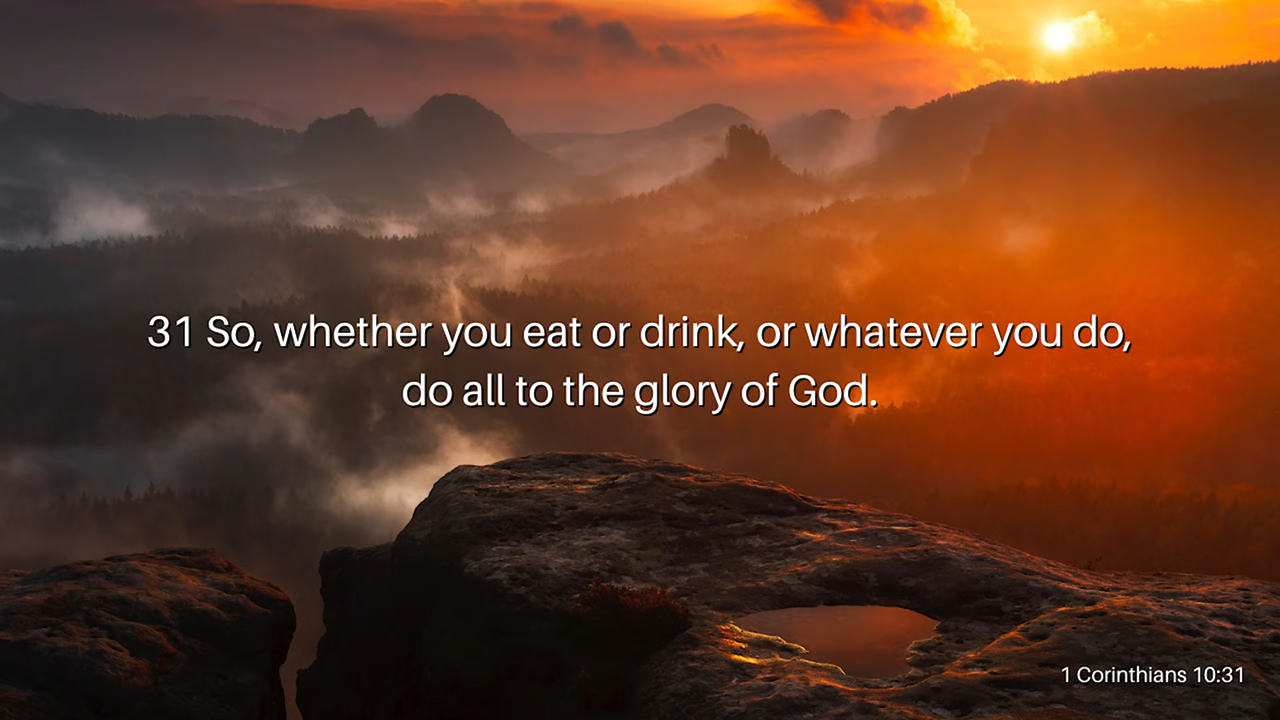 31 So, whether you eat or drink, or whatever you do,
do all to the glory of God.
1 Corinthians 10:31